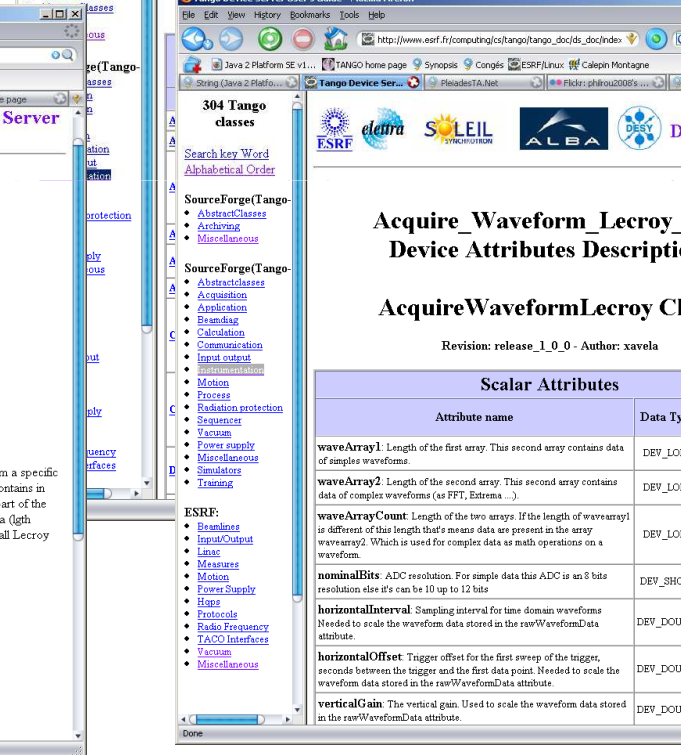 Server
e page
m a specific
ontains in
art of the
a (lgth
all Lecroy
asses
ous
ge(Tango-
asses
n
n
ation
ut
ation
protection
ply
ous
out
ply
uency
erfaces
File Edit View History Bookmarks Tools Help
http://www.esrf.fr/computing/cs/tango/tango_doc/ds_doc/index
Java 2 Platform SE v1... TANGO home page Synopsis Congés ESRF/Linux Calepin Montagne
String (Java 2 Platfo... Tango Device Ser... PleiadesTA.Net Flickr: philrou2008's ...
304 Tango
classes
Search key Word
Alphabetical Order
SourceForge(Tango-
AbstractClasses
Archiving
Miscellaneous
SourceForge(Tango-
Abstractclasses
Acquisition
Application
Beamdiag
Calculation
Communication
Input output
Instrumentation
Motion
Process
Radiation protection
Sequencer
Vacuum
Power supply
Miscellaneous
Simulators
Training
ESRF:
Beamlines
Input/Output
Linac
Measures
Motion
Power Supply
Hqps
Protocols
Radio Frequency
TACO Interfaces
Vacuum
Miscellaneous
ESRF elettra SOLEIL SYNCHROTRON ALBA DESY D
Acquire_Waveform_Lecroy_
Device Attributes Descripti
AcquireWaveformLecroy Cl
Revision: release_1_0_0 - Author: xavela
Scalar Attributes
Attribute name Data Ty
waveArray1: Length of the first array. This second array contains data DEV_LO
of simples waveforms.
waveArray2: Length of the second array. This second array contains DEV_LO
data of complex waveforms (as FFT, Extrema ....).
waveArrayCount: Length of the two arrays. If the length of wavearray1
is different of this length that's means data are present in the array DEV_LO
wavearray2. Which is used for complex data as math operations on a
waveform.
nominalBits: ADC resolution. For simple data this ADC is an 8 bits DEV_SHO
resolution else it's can be 10 up to 12 bits
horizontalInterval: Sampling interval for time domain waveforms
Needed to scale the waveform data stored in the rawWaveformData DEV_DOU
attribute.
horizontalOffset: Trigger offset for the first sweep of the trigger,
seconds between the trigger and the first data point. Needed to scale the DEV_DOU
waveform data stored in the rawWaveformData attribute.
verticalGain: The vertical gain. Used to scale the waveform data stored DEV_DOU
in the rawWaveformData attribute.
Done